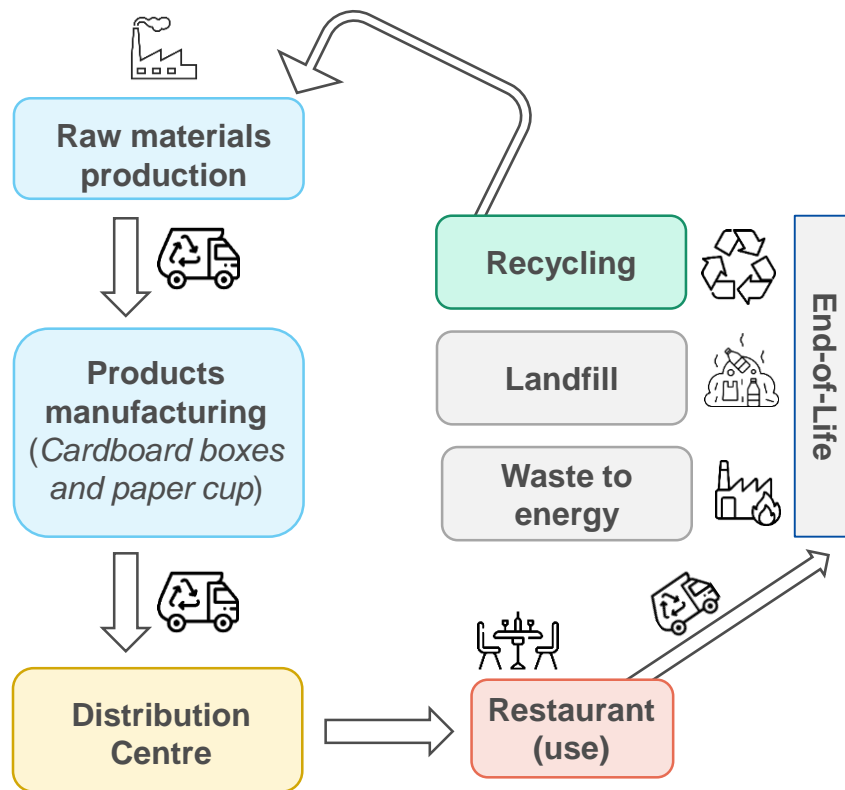 Raw materials
production
Products
manufacturing
(Cardboard boxes
and paper cup)
Distribution
Centre
Restaurant
(use)
Recycling
Landfill
Waste to
energy
End-of-Life